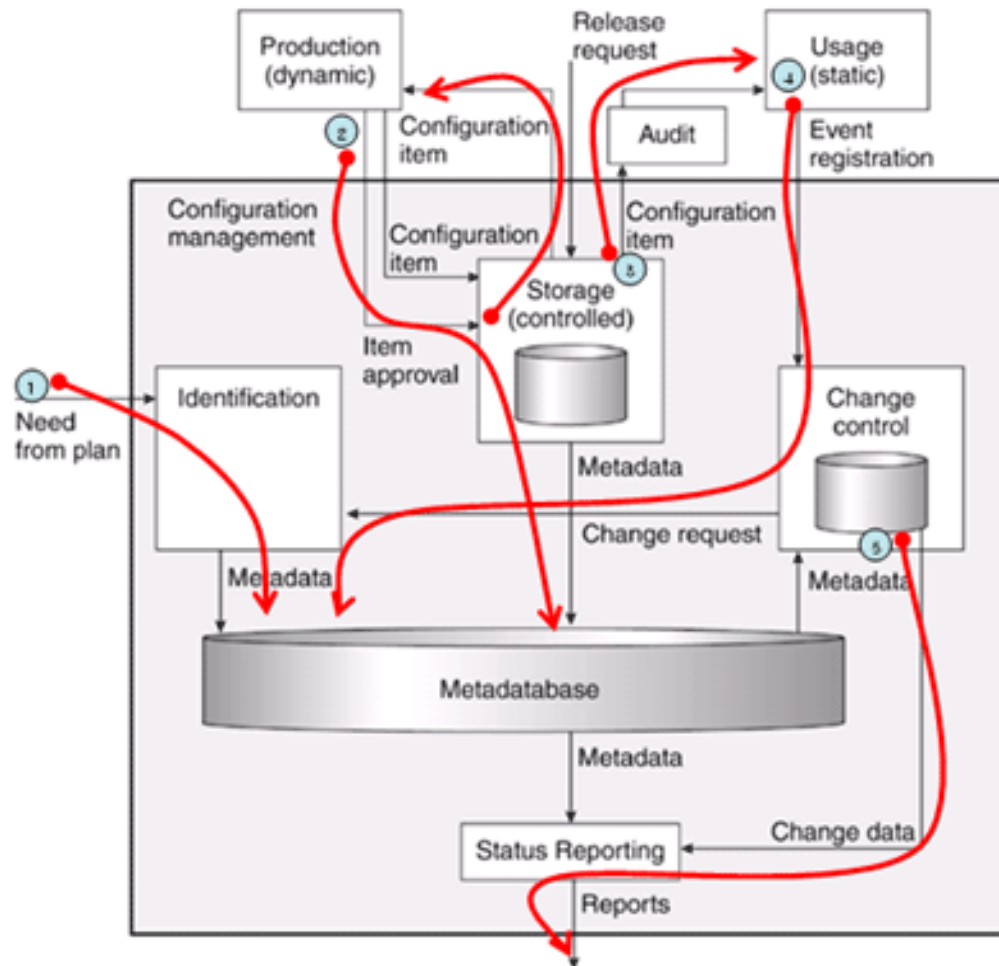 Production
(dynamic)
Release
request
Usage
(static)
4
2
Configuration
item
Audit
Event
registration
Configuration
management
Configuration
item
Configuration
item
3
Storage
(controlled)
Item
approval
1
Need
from plan
Identification
Change
control
Metadata
Change request
5
Metadata
Metadata
Metadatabase
Metadata
Change data
Status Reporting
Reports